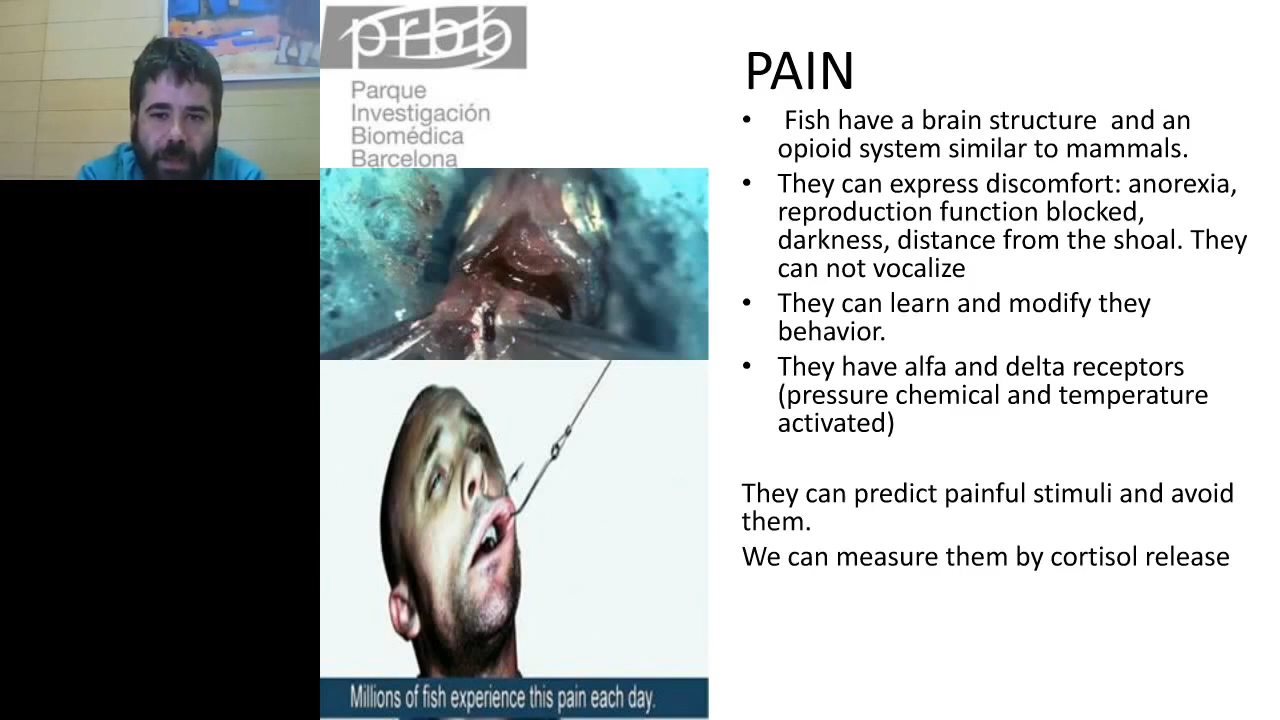 prbb
Parque
Investigación
Biomédica
Barcelona
Millions of fish experience this pain each day.
PAIN
• Fish have a brain structure and an
opioid system similar to mammals.
• They can express discomfort: anorexia,
reproduction function blocked,
darkness, distance from the shoal. They
can not vocalize
• They can learn and modify they
behavior.
• They have alfa and delta receptors
(pressure chemical and temperature
activated)
They can predict painful stimuli and avoid
them.
We can measure them by cortisol release